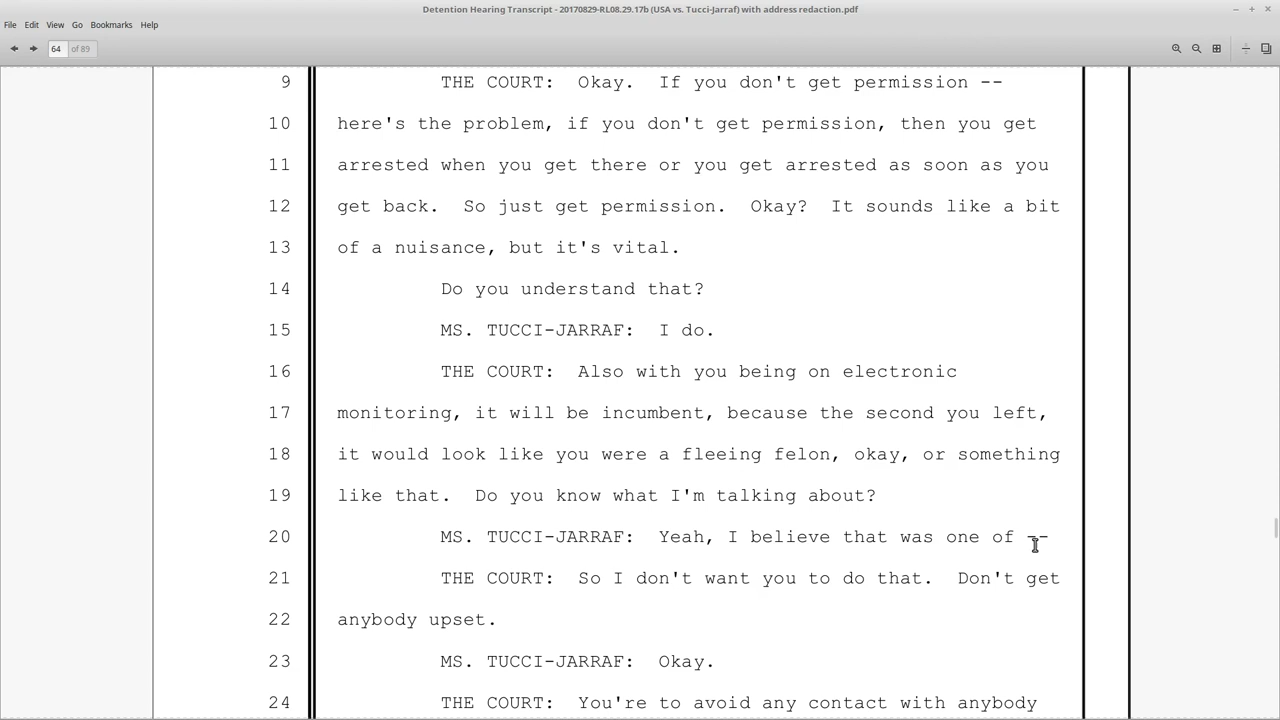 Detention Hearing Transcript - 20170829-RL08.29.17b (USA vs. Tucci-Jarraf) with address redaction.pdf
File Edit View Go Bookmarks Help
64 of 89
9 THE COURT: Okay. If you don't get permission --
10 here's the problem, if you don't get permission, then you get
11 arrested when you get there or you get arrested as soon as you
12 get back. So just get permission. Okay? It sounds like a bit
13 of a nuisance, but it's vital.
14 Do you understand that?
15 MS. TUCCI-JARRAF: I do.
16 THE COURT: Also with you being on electronic
17 monitoring, it will be incumbent, because the second you left,
18 it would look like you were a fleeing felon, okay, or something
19 like that. Do you know what I'm talking about?
20 MS. TUCCI-JARRAF: Yeah, I believe that was one of --
21 THE COURT: So I don't want you to do that. Don't get
22 anybody upset.
23 MS. TUCCI-JARRAF: Okay.
24 THE COURT: You're to avoid any contact with anybody